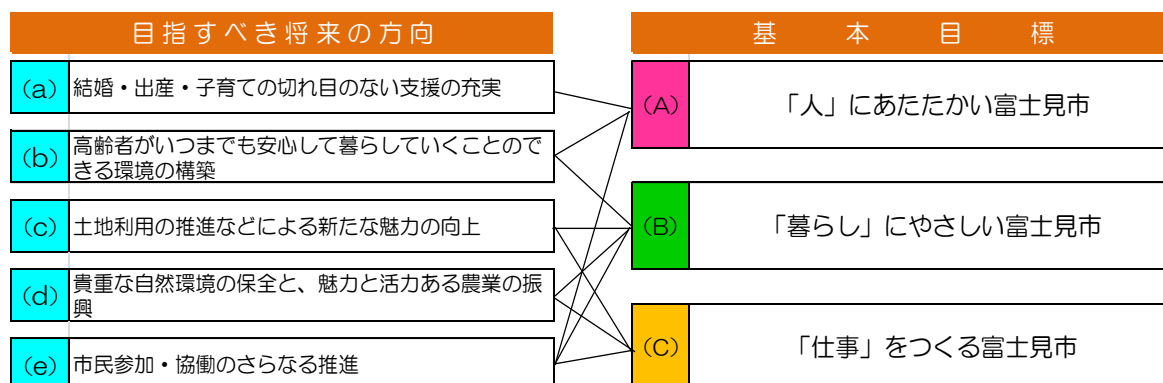 目指すべき将来の方向
(a) 結婚・出産・子育ての切れ目のない支援の充実
(b) 高齢者がいつまでも安心して暮らしていくことので
きる環境の構築
(c) 土地利用の推進などによる新たな魅力の向上
(d) 貴重な自然環境の保全と、魅力と活力ある農業の振
興
(e) 市民参加・協働のさらなる推進
基本目標
(A) 「人」にあたたかい富士見市
(B) 「暮らし」にやさしい富士見市
(C) 「仕事」をつくる富士見市